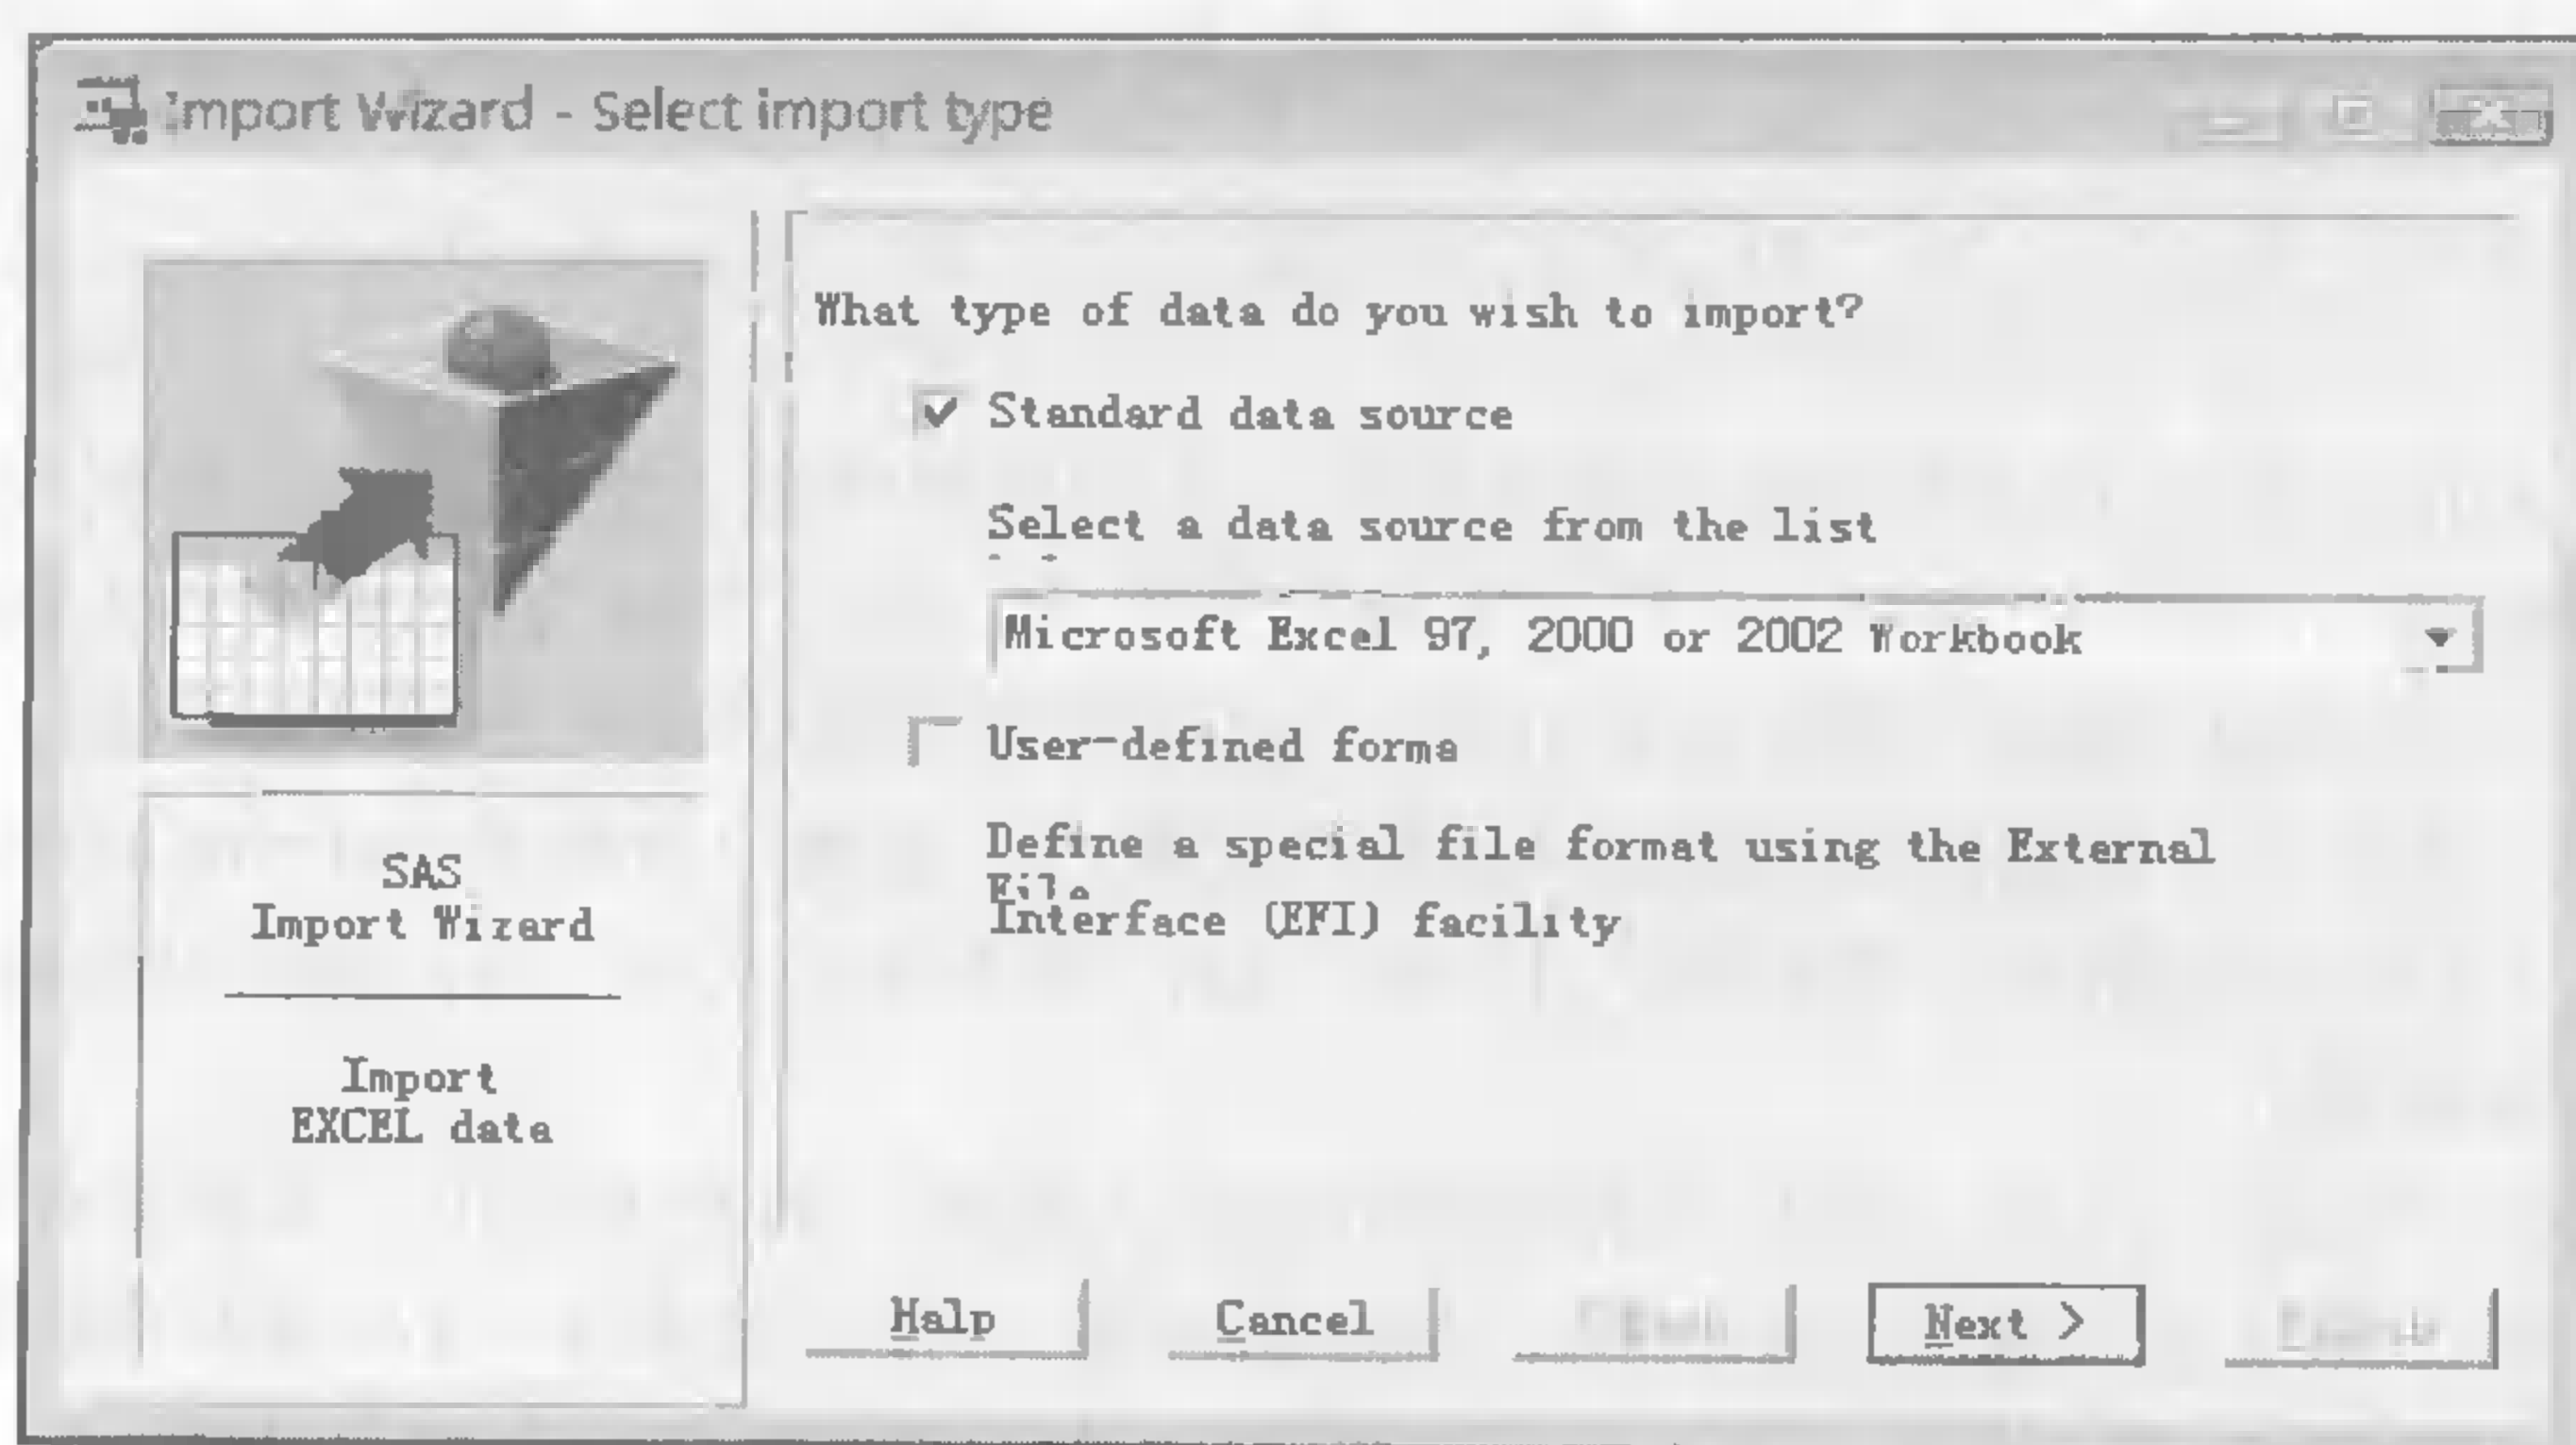 Import Wizard - Select import type
What type of data do you wish to import?
Standard data source
Select a data source from the list
Microsoft Excel 97, 2000 or 2002 Workbook
User-defined forma
Define a special file format using the External
File
Interface (EFI) facility
SAS
Import Wizard
Import
EXCEL data
Help
Cancel
Next >